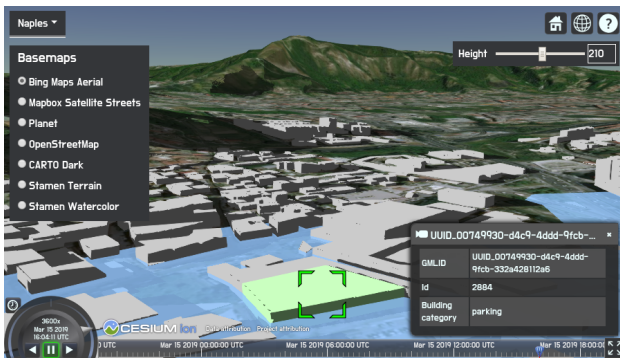 Naples
?
Height 210
Basemaps
Bing Maps Aerial
Mapbox Satellite Streets
Planet
OpenStreetMap
CARTO Dark
Stamen Terrain
Stamen Watercolor
UUID_00749930-d4c9-4ddd-9fcb-...
GMLID UUID_00749930-d4c9-4ddd-
9fcb-332a428112a6
Id 2884
Building
category parking
3600x
Mar 15 2019
16:04:11 UTC
CESIUM ion Data attribution Project attribution
UTC Mar 15 2019 00:00:00 UTC Mar 15 2019 06:00:00 UTC Mar 15 2019 12:00:00 UTC Mar 15 2019 18:00:00